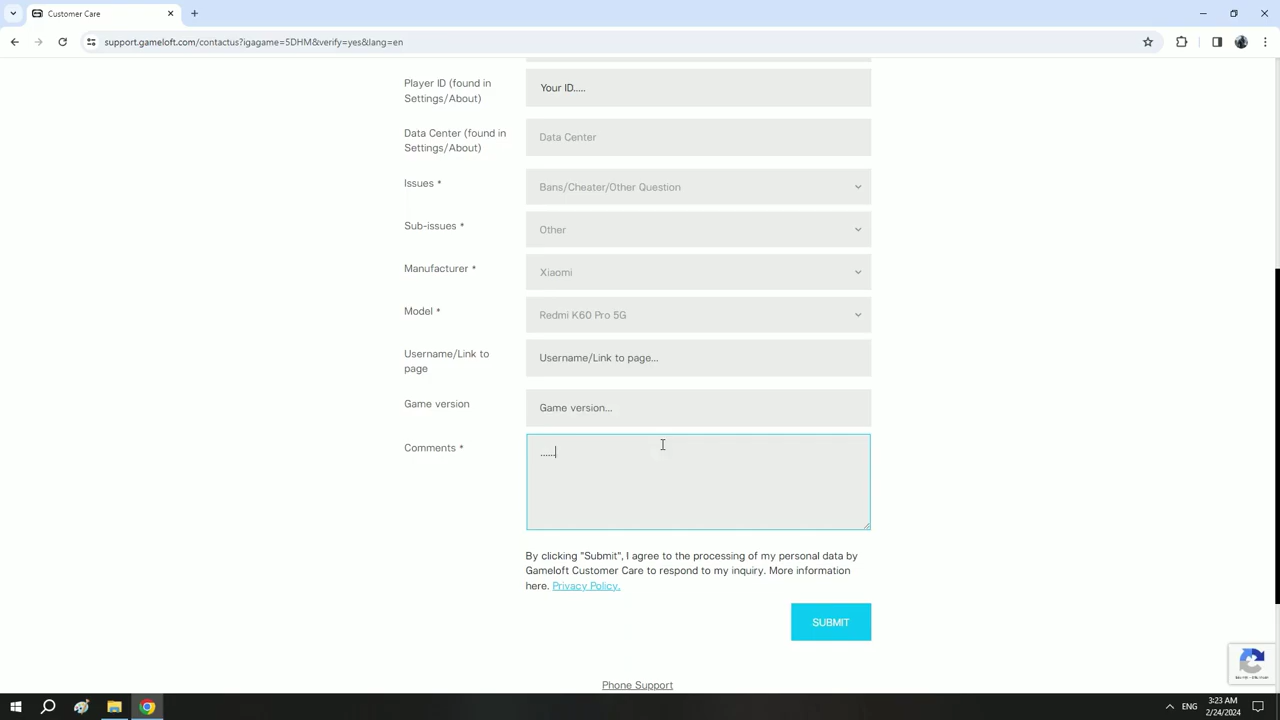 Customer Care
support.gameloft.com/contactus?igagame=5DHM&verify=yes&lang=en
Player ID (found in
Settings/About)
Your ID.....
Data Center (found in
Settings/About)
Data Center
Issues *
Bans/Cheater/Other Question
Sub-issues *
Other
Manufacturer *
Xiaomi
Model *
Redmi K60 Pro 5G
Username/Link to
page
Username/Link to page...
Game version
Game version...
Comments *
......
By clicking "Submit", I agree to the processing of my personal data by
Gameloft Customer Care to respond to my inquiry. More information
here. Privacy Policy.
SUBMIT
Phone Support
ENG
3:23 AM
2/24/2024